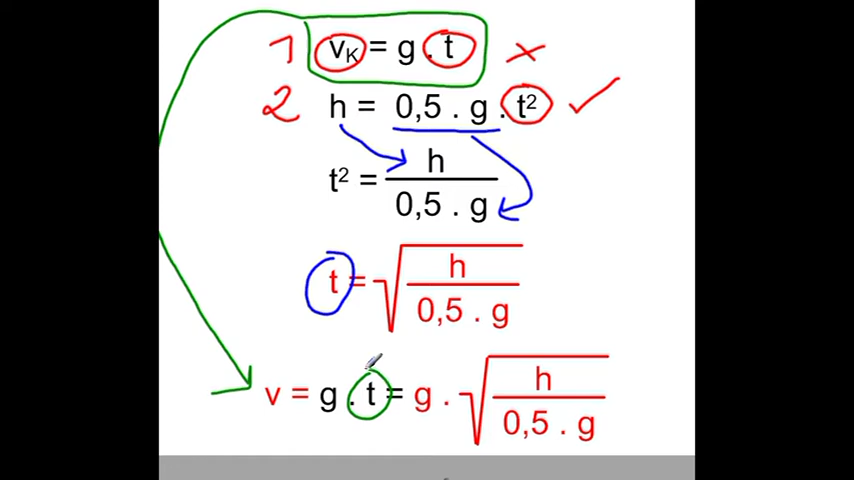 1 vK = g . t ×
2 h = 0,5 . g . t² ✓
t² = h / 0,5 . g
t = √ h / 0,5 . g
v = g . t = g . √ h / 0,5 . g